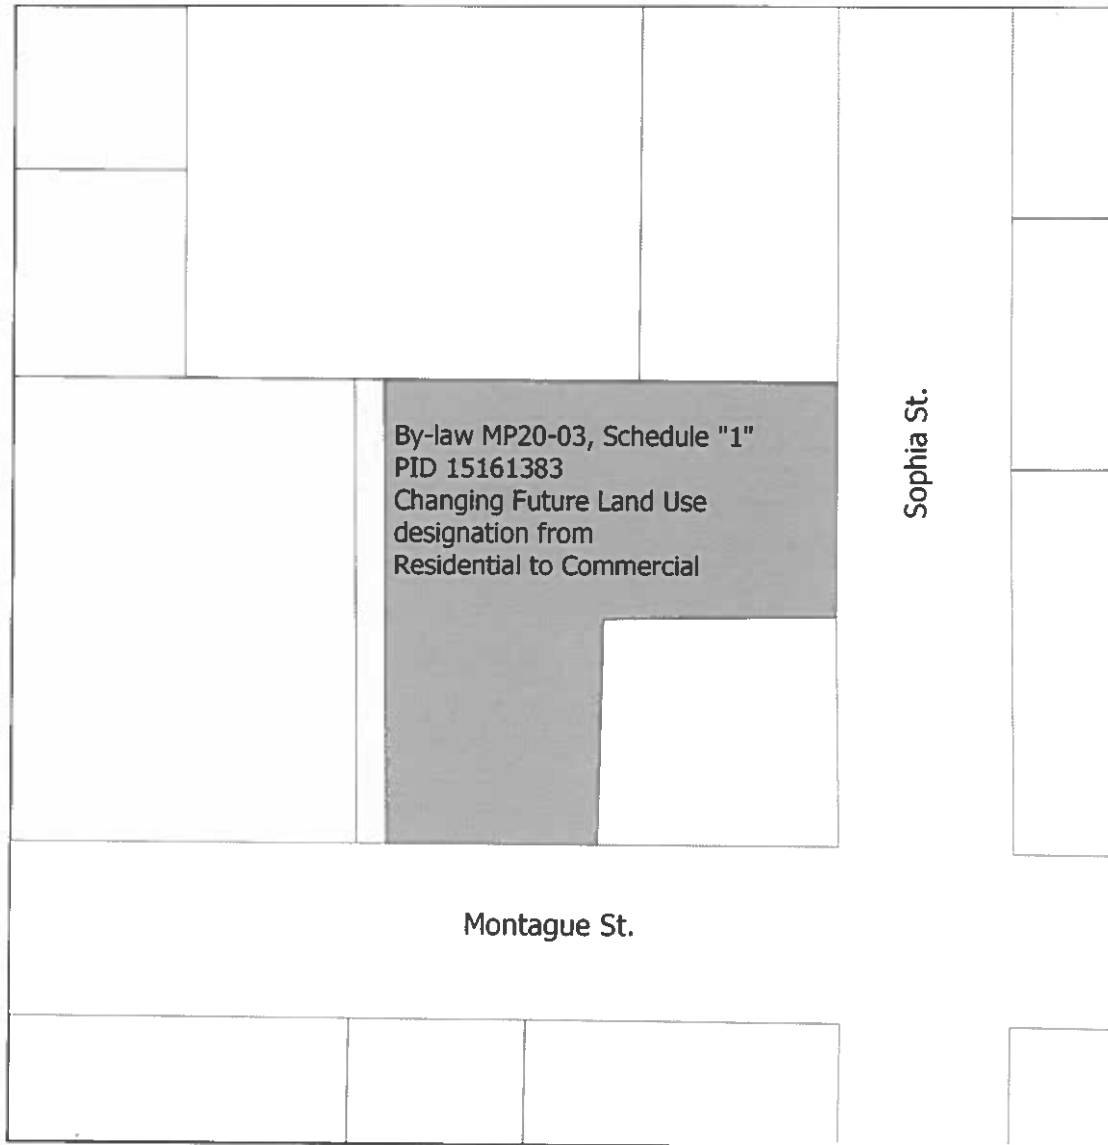 By-law MP20-03, Schedule "1"
PID 15161383
Changing Future Land Use
designation from
Residential to Commercial
Sophia St.
Montague St.